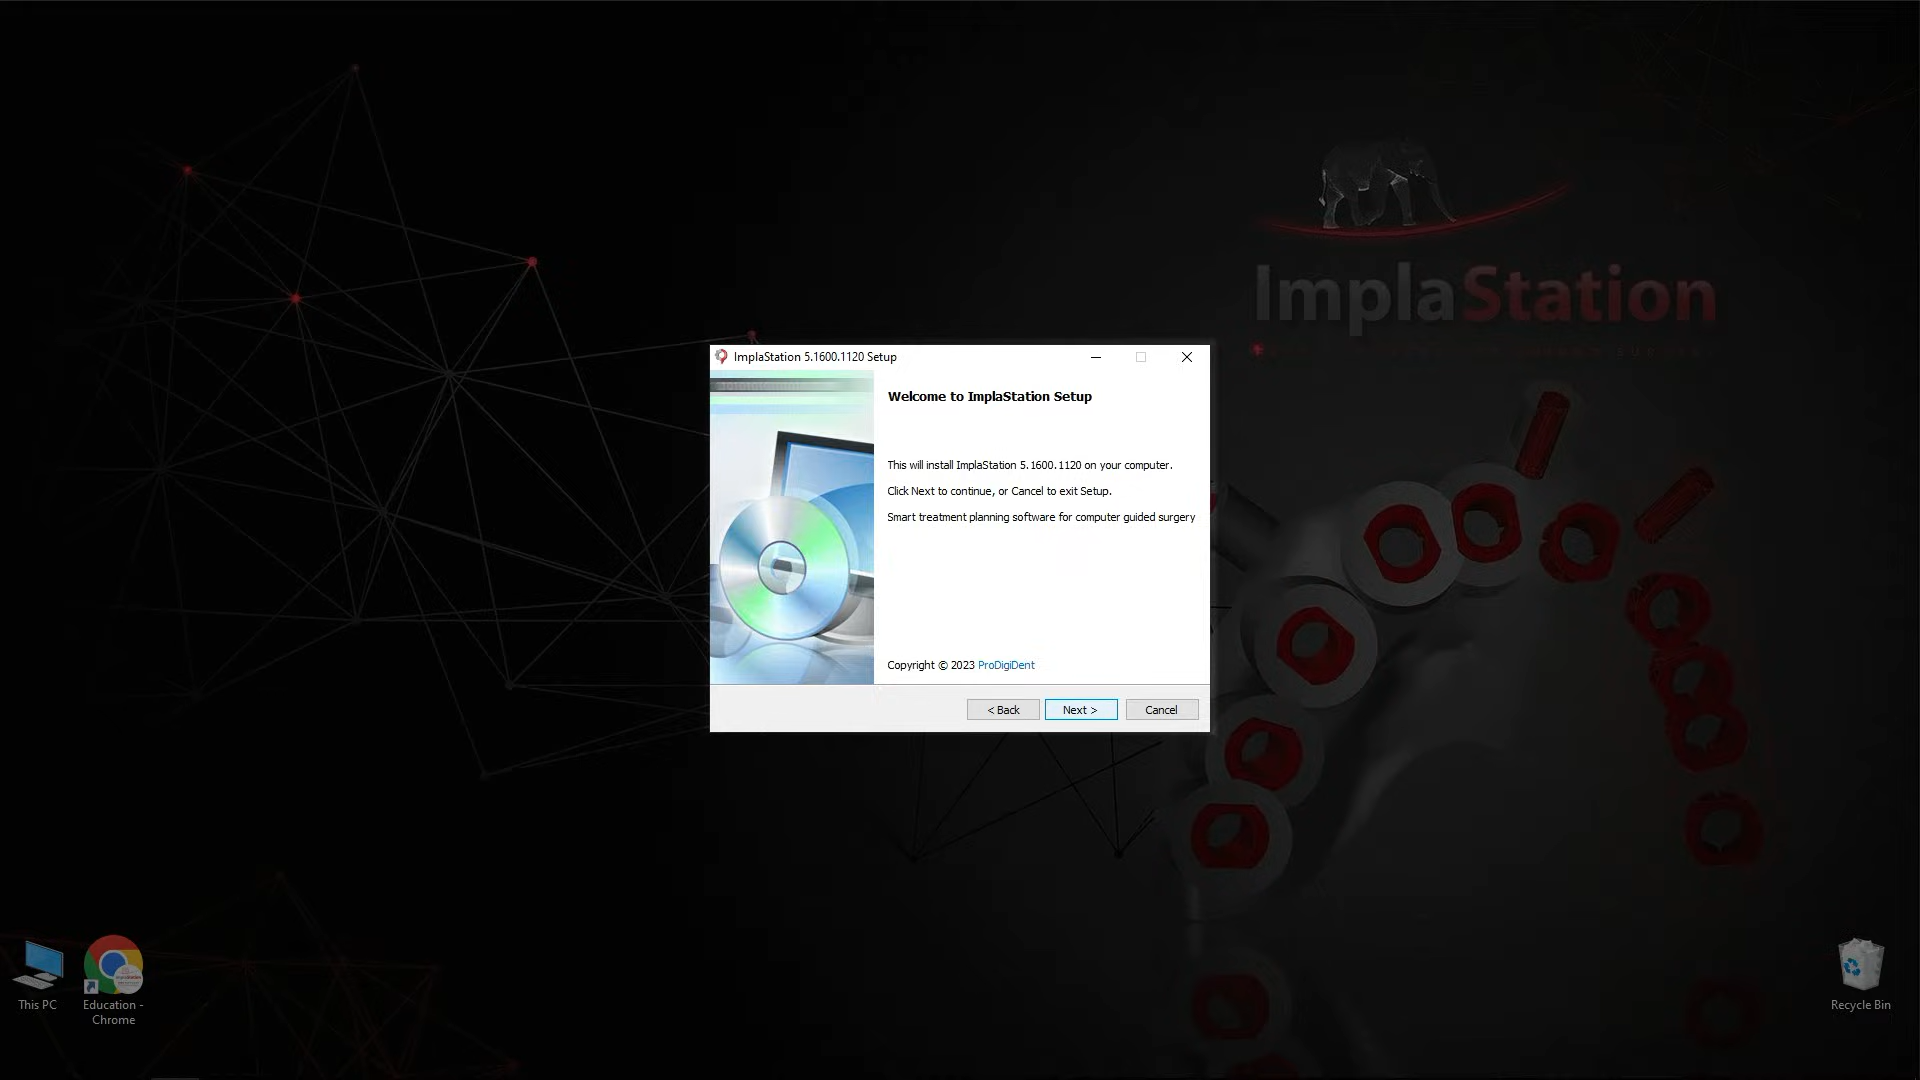 ImplaStation
ImplaStation 5.1600.1120 Setup
Welcome to ImplaStation Setup
This will install ImplaStation 5.1600.1120 on your computer.
Click Next to continue, or Cancel to exit Setup.
Smart treatment planning software for computer guided surgery
Copyright © 2023 ProDigiDent
< Back
Next >
Cancel
This PC
Education -
Chrome
Recycle Bin